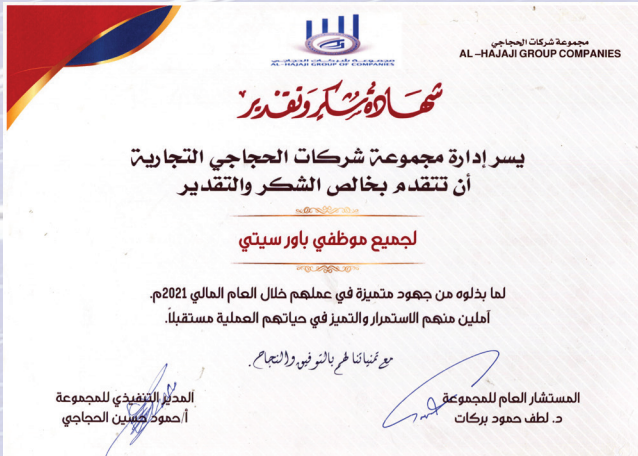 مجموعة شركات الحجاجي
AL-HAJAJI GROUP COMPANIES
مجموعة شركات الحجاجي
AL-HAJAJI GROUP OF COMPANIES
شهادة شكر وتقدير
يسر إدارة مجموعة شركات الحجاجي التجارية
أن تتقدم بخالص الشكر والتقدير
لجميع موظفي باور سيتي
لما بذلوه من جهود متميزة في عملهم خلال العام المالي 2021م.
آملين منهم الاستمرار والتميز في حياتهم العملية مستقبلاً.
مع تمنياتنا لهم بالتوفيق والنجاح.
المستشار العام للمجموعة
د. لطف حمود بركات
المدير التنفيذي للمجموعة
أ/حمود حسين الحجاجي